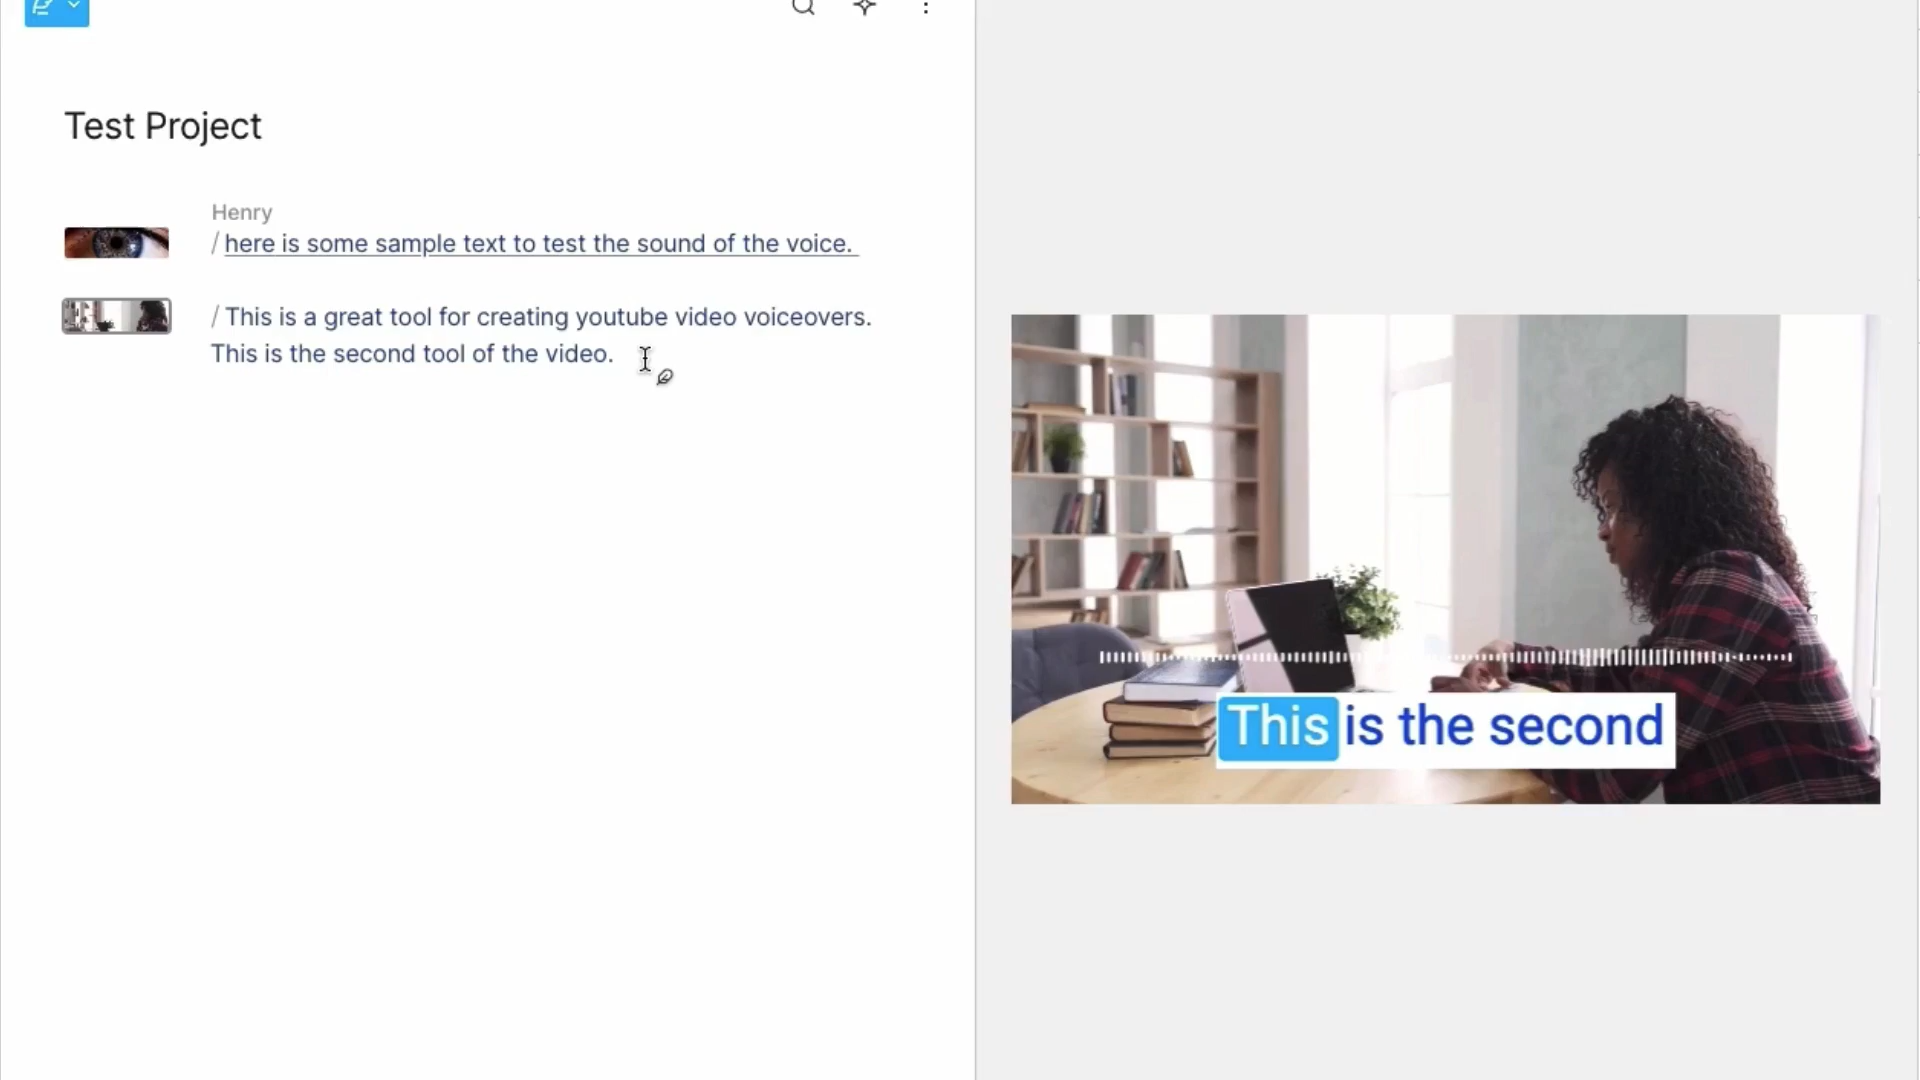 Test Project
Henry
/ here is some sample text to test the sound of the voice.
/ This is a great tool for creating youtube video voiceovers.
This is the second tool of the video.
This is the second